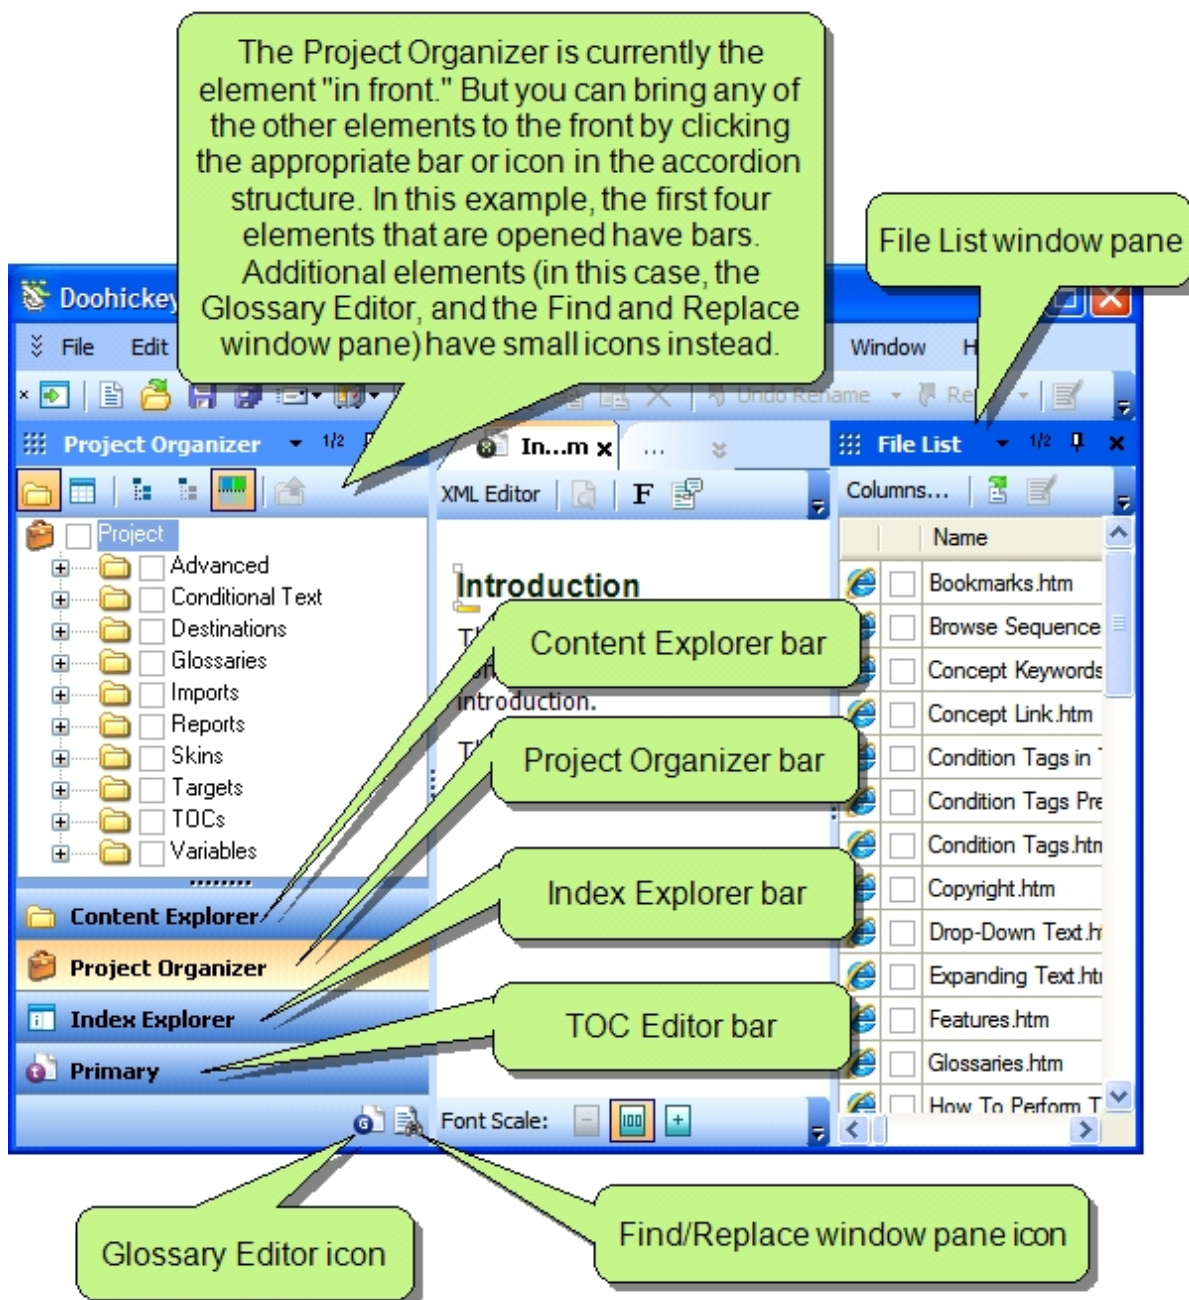 The Project Organizer is currently the
element "in front." But you can bring any of
the other elements to the front by clicking
the appropriate bar or icon in the accordion
structure. In this example, the first four
elements that are opened have bars.
Additional elements (in this case, the
Glossary Editor, and the Find and Replace
window pane) have small icons instead.
File List window pane
Doohickey
File Edit Window
Undo Rename
Project Organizer 1/2
In...m x ...
File List 1/2
XML Editor F
Columns...
Project
Advanced
Conditional Text
Destinations
Glossaries
Imports
Reports
Skins
Targets
TOCs
Variables
Content Explorer
Project Organizer
Index Explorer
Primary
Introduction
introduction.
Content Explorer bar
Project Organizer bar
Index Explorer bar
TOC Editor bar
Font Scale: 100
Name
Bookmarks.htm
Browse Sequence
Concept Keywords
Concept Link.htm
Condition Tags in
Condition Tags Pre
Condition Tags.htm
Copyright.htm
Drop-Down Text.h
Expanding Text.ht
Features.htm
Glossaries.htm
How To Perform T
Glossary Editor icon
Find/Replace window pane icon